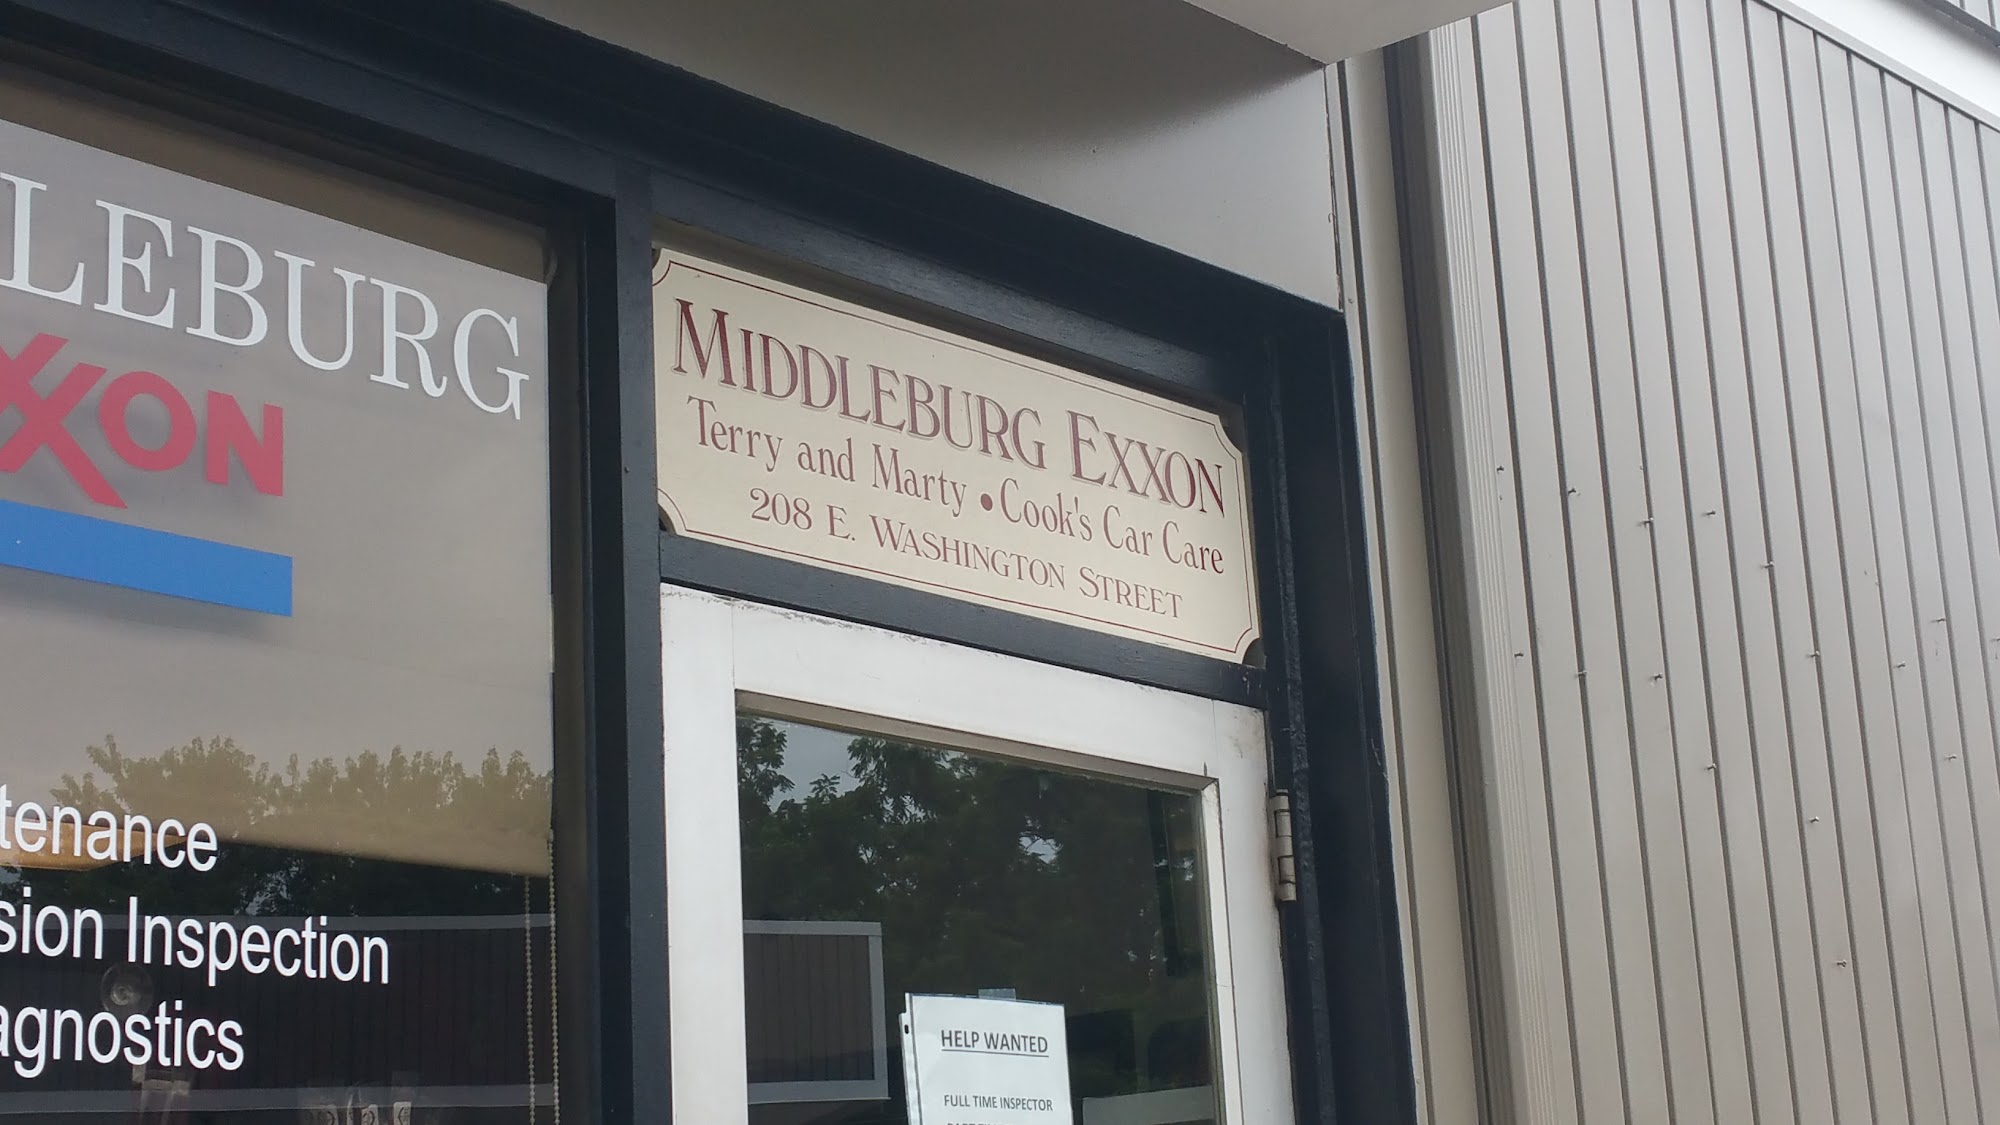 LEBURG
EXXON
tenance
sion Inspection
agnostics
MIDDLEBURG EXXON
Terry and Marty • Cook's Car Care
208 E. WASHINGTON STREET
HELP WANTED
FULL TIME INSPECTOR